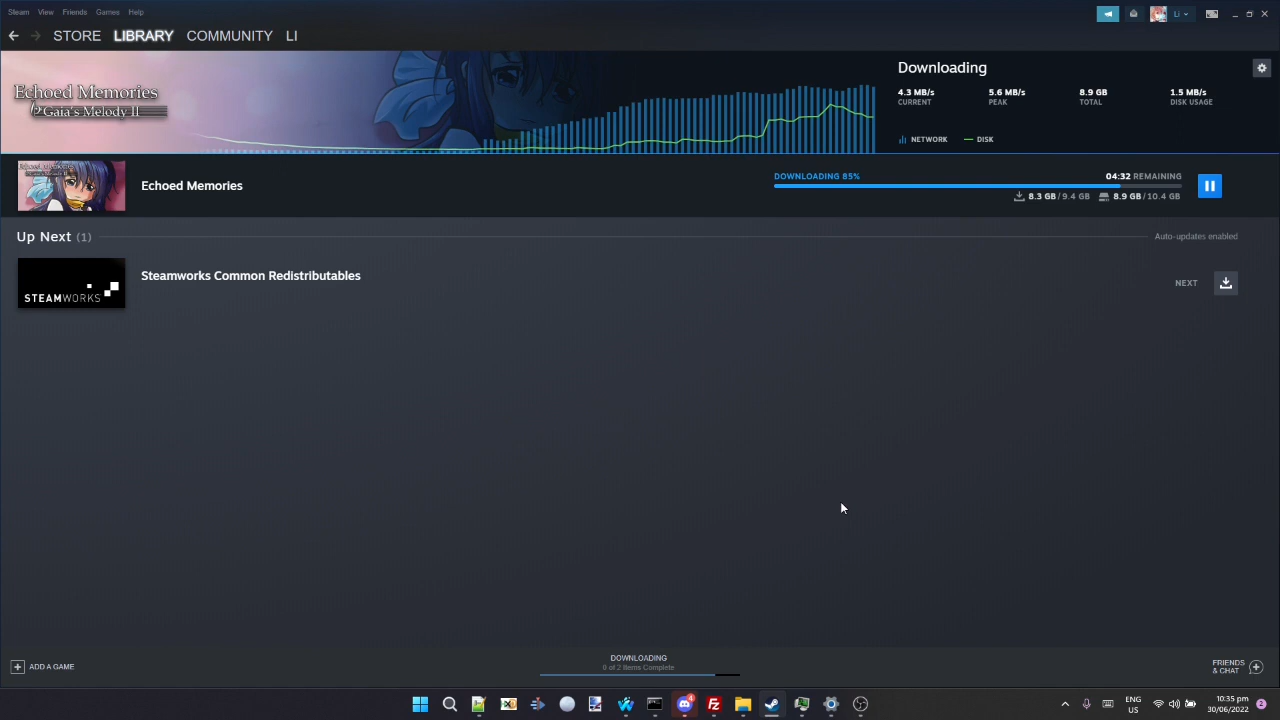 Steam View Friends Games Help
Li
STORE LIBRARY COMMUNITY LI
Echoed Memories
Gaia's Melody II
Downloading
4.3 MB/s 5.6 MB/s 8.9 GB 1.5 MB/s
CURRENT PEAK TOTAL DISK USAGE
NETWORK DISK
Echoed Memories
DOWNLOADING 85% 04:32 REMAINING
8.3 GB / 9.4 GB 8.9 GB / 10.4 GB
Up Next (1) Auto-updates enabled
STEAMWORKS
Steamworks Common Redistributables
NEXT
ADD A GAME
DOWNLOADING
0 of 2 Items Complete
FRIENDS
& CHAT
4
Fz
ENG
US
10:35 pm
30/06/2022
2